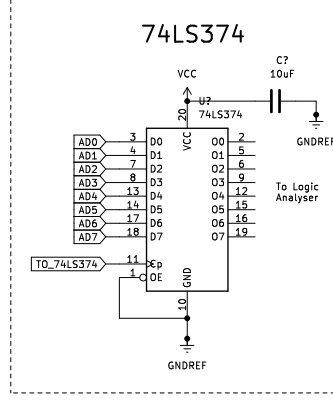 74LS374
C?
10uF
VCC
U?
74LS374
GNDREF
20
VCC
AD0 3 D0 O0 2
AD1 4 D1 O1 5
AD2 7 D2 O2 6
AD3 8 D3 O3 9
AD4 13 D4 O4 12
AD5 14 D5 O5 15
AD6 17 D6 O6 16
AD7 18 D7 O7 19
To Logic
Analyser
TO_74LS374 11 Cp
1 OE
GND
10
GNDREF